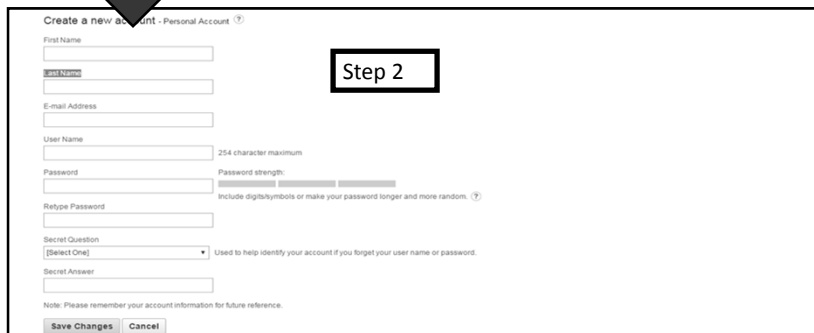 Create a new account - Personal Account ?
First Name
Step 2
Last Name
E-mail Address
User Name
254 character maximum
Password
Password strength:
Include digits/symbols or make your password longer and more random. ?
Retype Password
Secret Question
[Select One]
Used to help identify your account if you forget your user name or password.
Secret Answer
Note: Please remember your account information for future reference.
Save Changes
Cancel